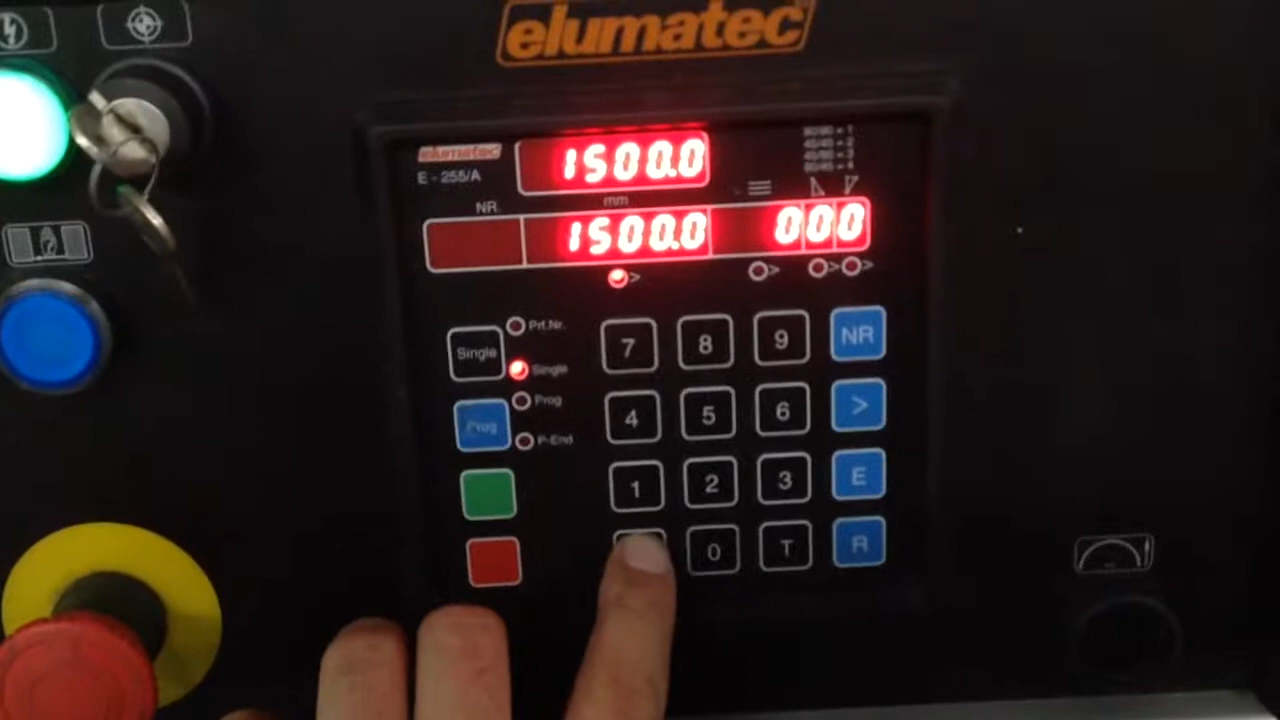 elumatec
elumatec
1500.0
E - 255/A
mm
NR.
1500.0 000
Prt.Nr.
Single
Single
Prog
Prog
P-End
7 8 9 NR
4 5 6 >
1 2 3 E
0 T R